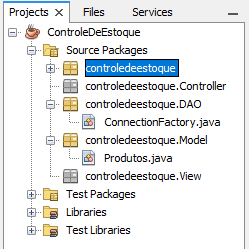 Projects × Files Services
ControleDeEstoque
Source Packages
controledeestoque
controledeestoque.Controller
controledeestoque.DAO
ConnectionFactory.java
controledeestoque.Model
Produtos.java
controledeestoque.View
Test Packages
Libraries
Test Libraries